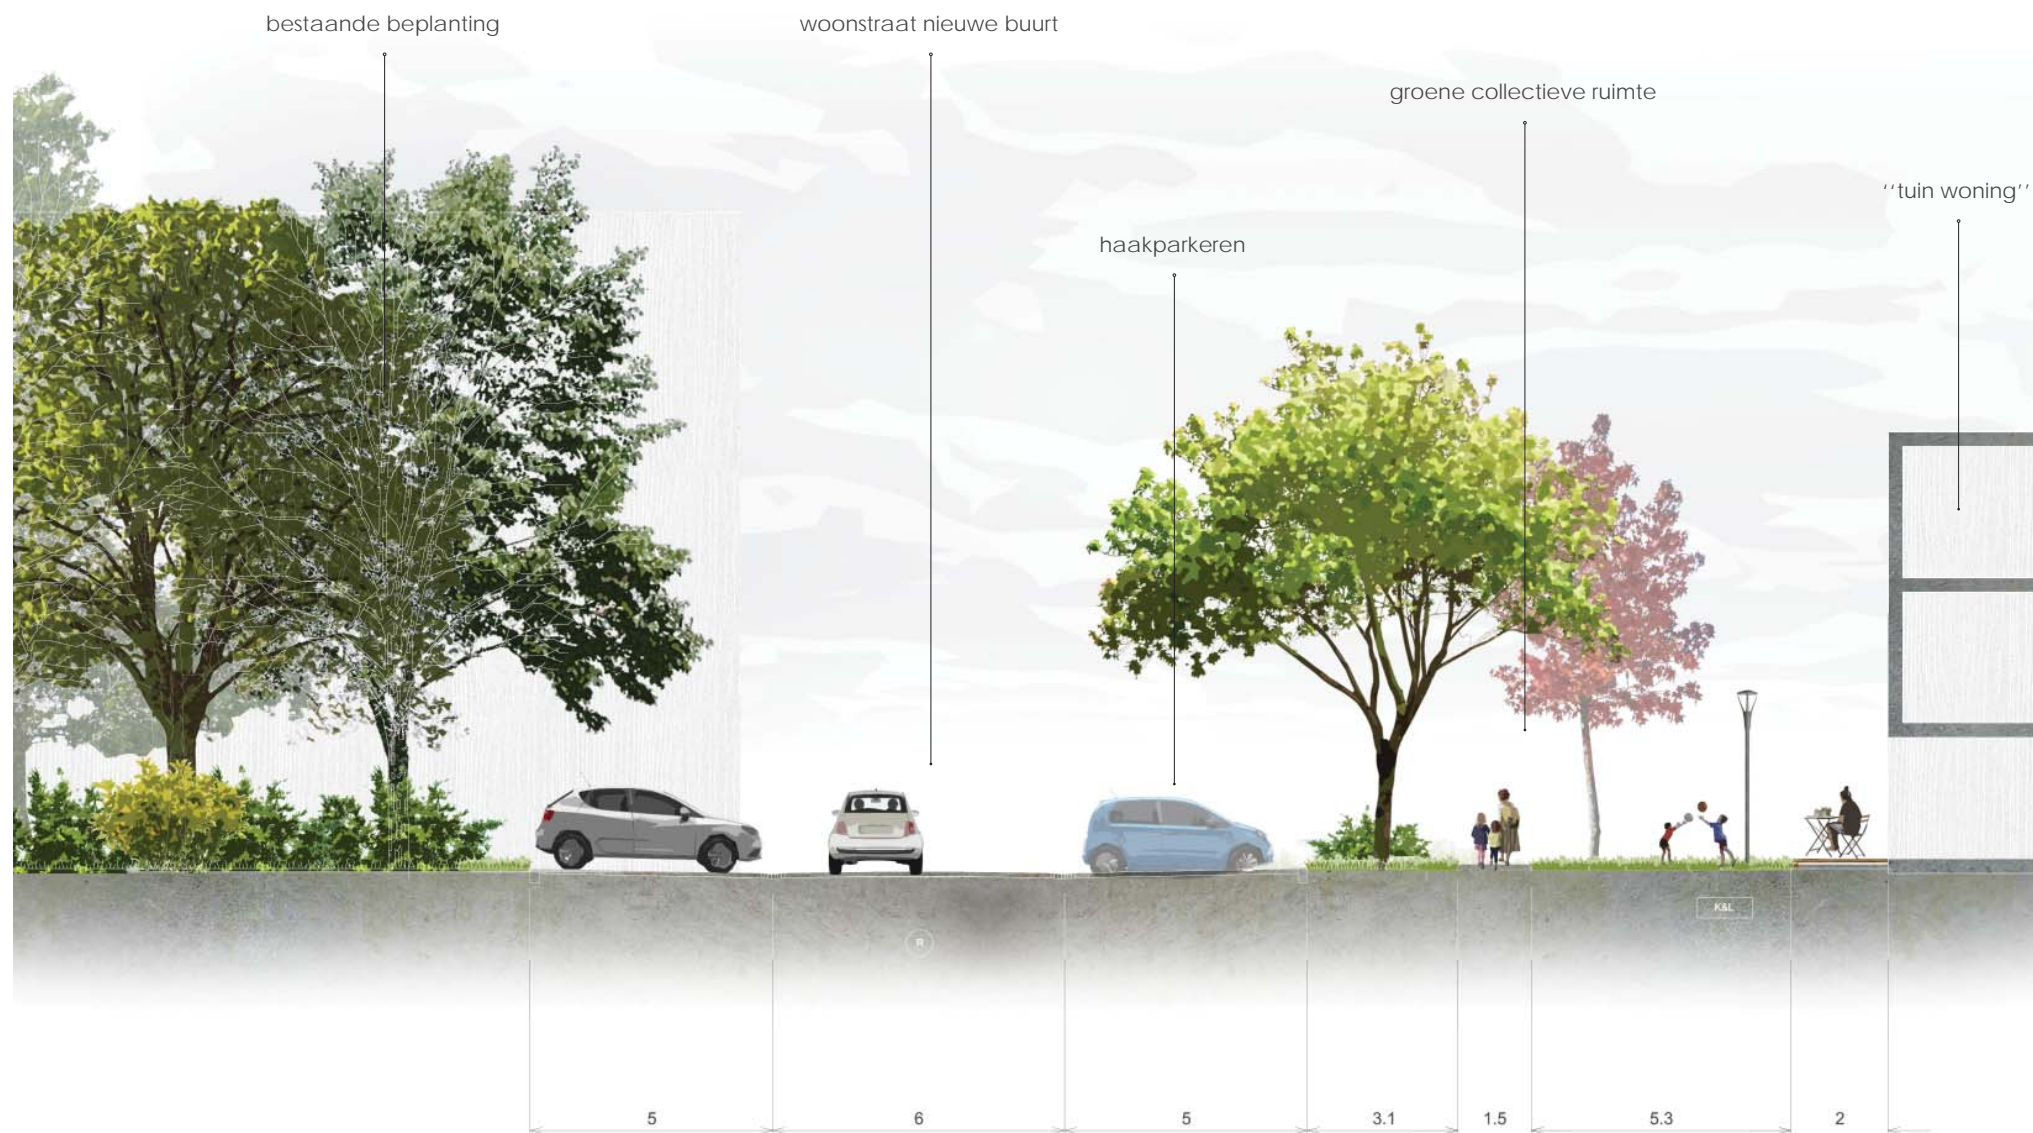 bestaande beplanting
woonstraat nieuwe buurt
groene collectieve ruimte
‘‘tuin woning’’
haakparkeren
K&L
R
5
6
5
3.1
1.5
5.3
2